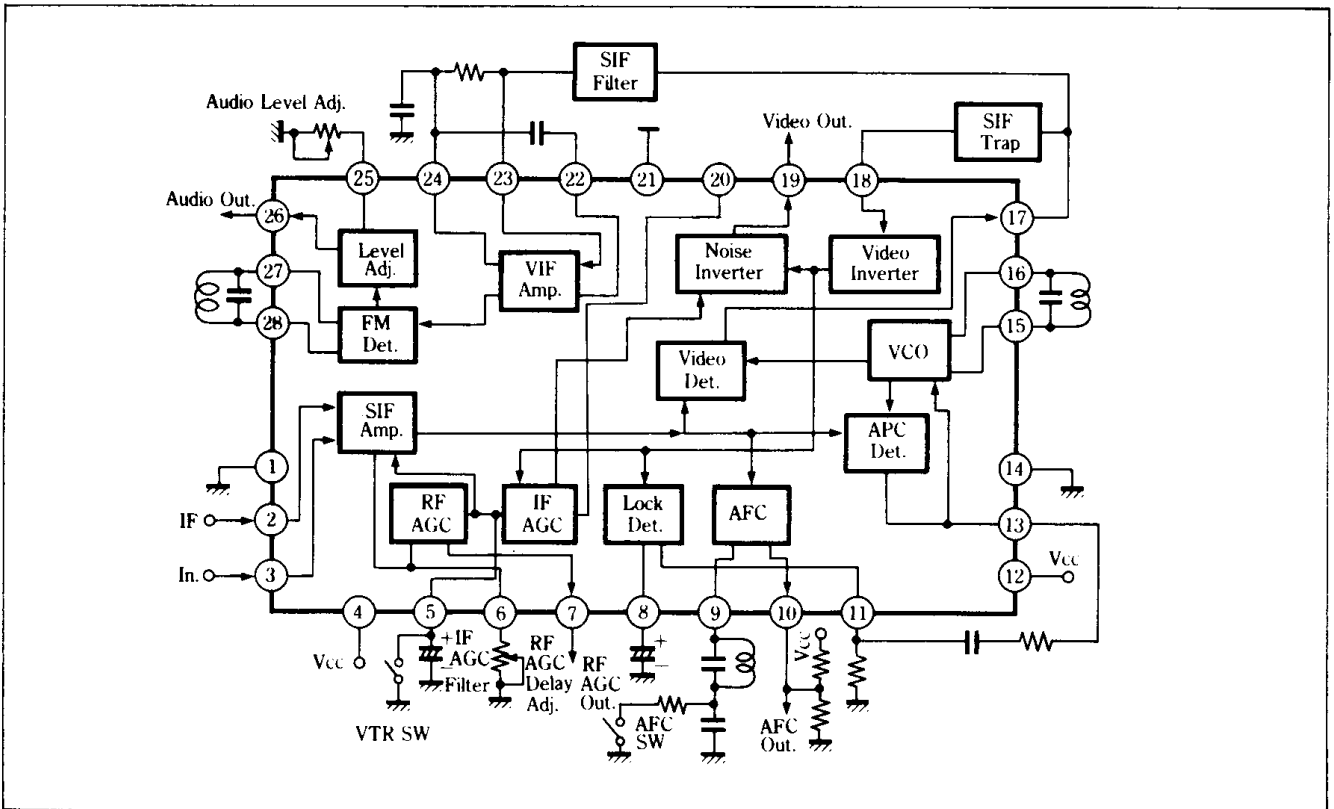 SIF
Filter
SIF
Trap
Audio Level Adj.
Video Out.
25
24
23
22
21
20
19
18
Audio Out.
26
17
Level
Adj.
VIF
Amp.
Noise
Inverter
Video
Inverter
27
16
28
15
FM
Det.
Video
Det.
VCO
SIF
Amp.
APC
Det.
1
14
RF
AGC
IF
AGC
Lock
Det.
AFC
IF
2
13
In.
3
12
Vcc
4
5
6
7
8
9
10
11
Vcc
+IF
AGC
− Filter
VTR SW
RF
AGC
Delay
Adj.
RF
AGC
Out.
+
−
AFC
SW
Vcc
AFC
Out.